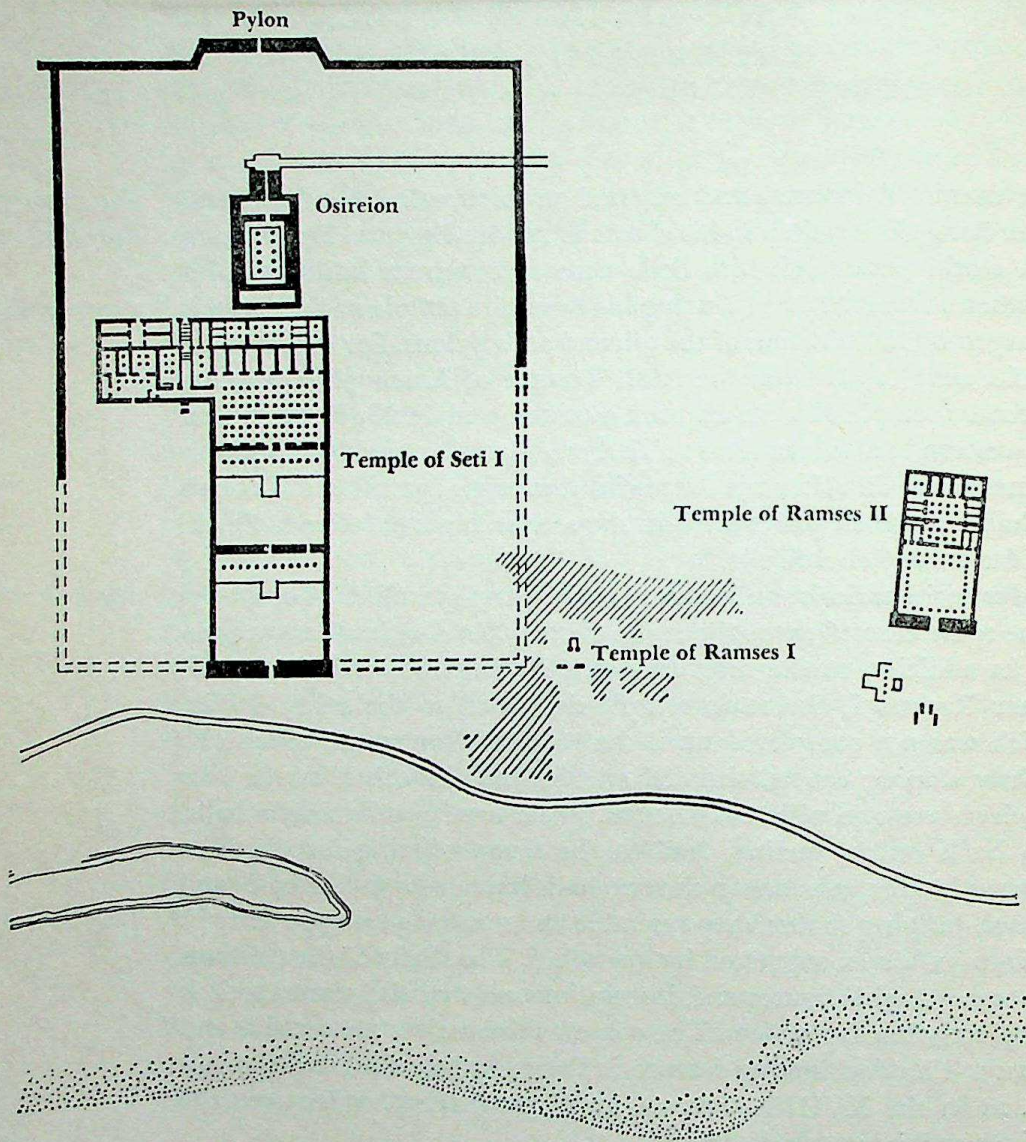 Pylon
Osireion
Temple of Seti I
Temple of Ramses II
Temple of Ramses I